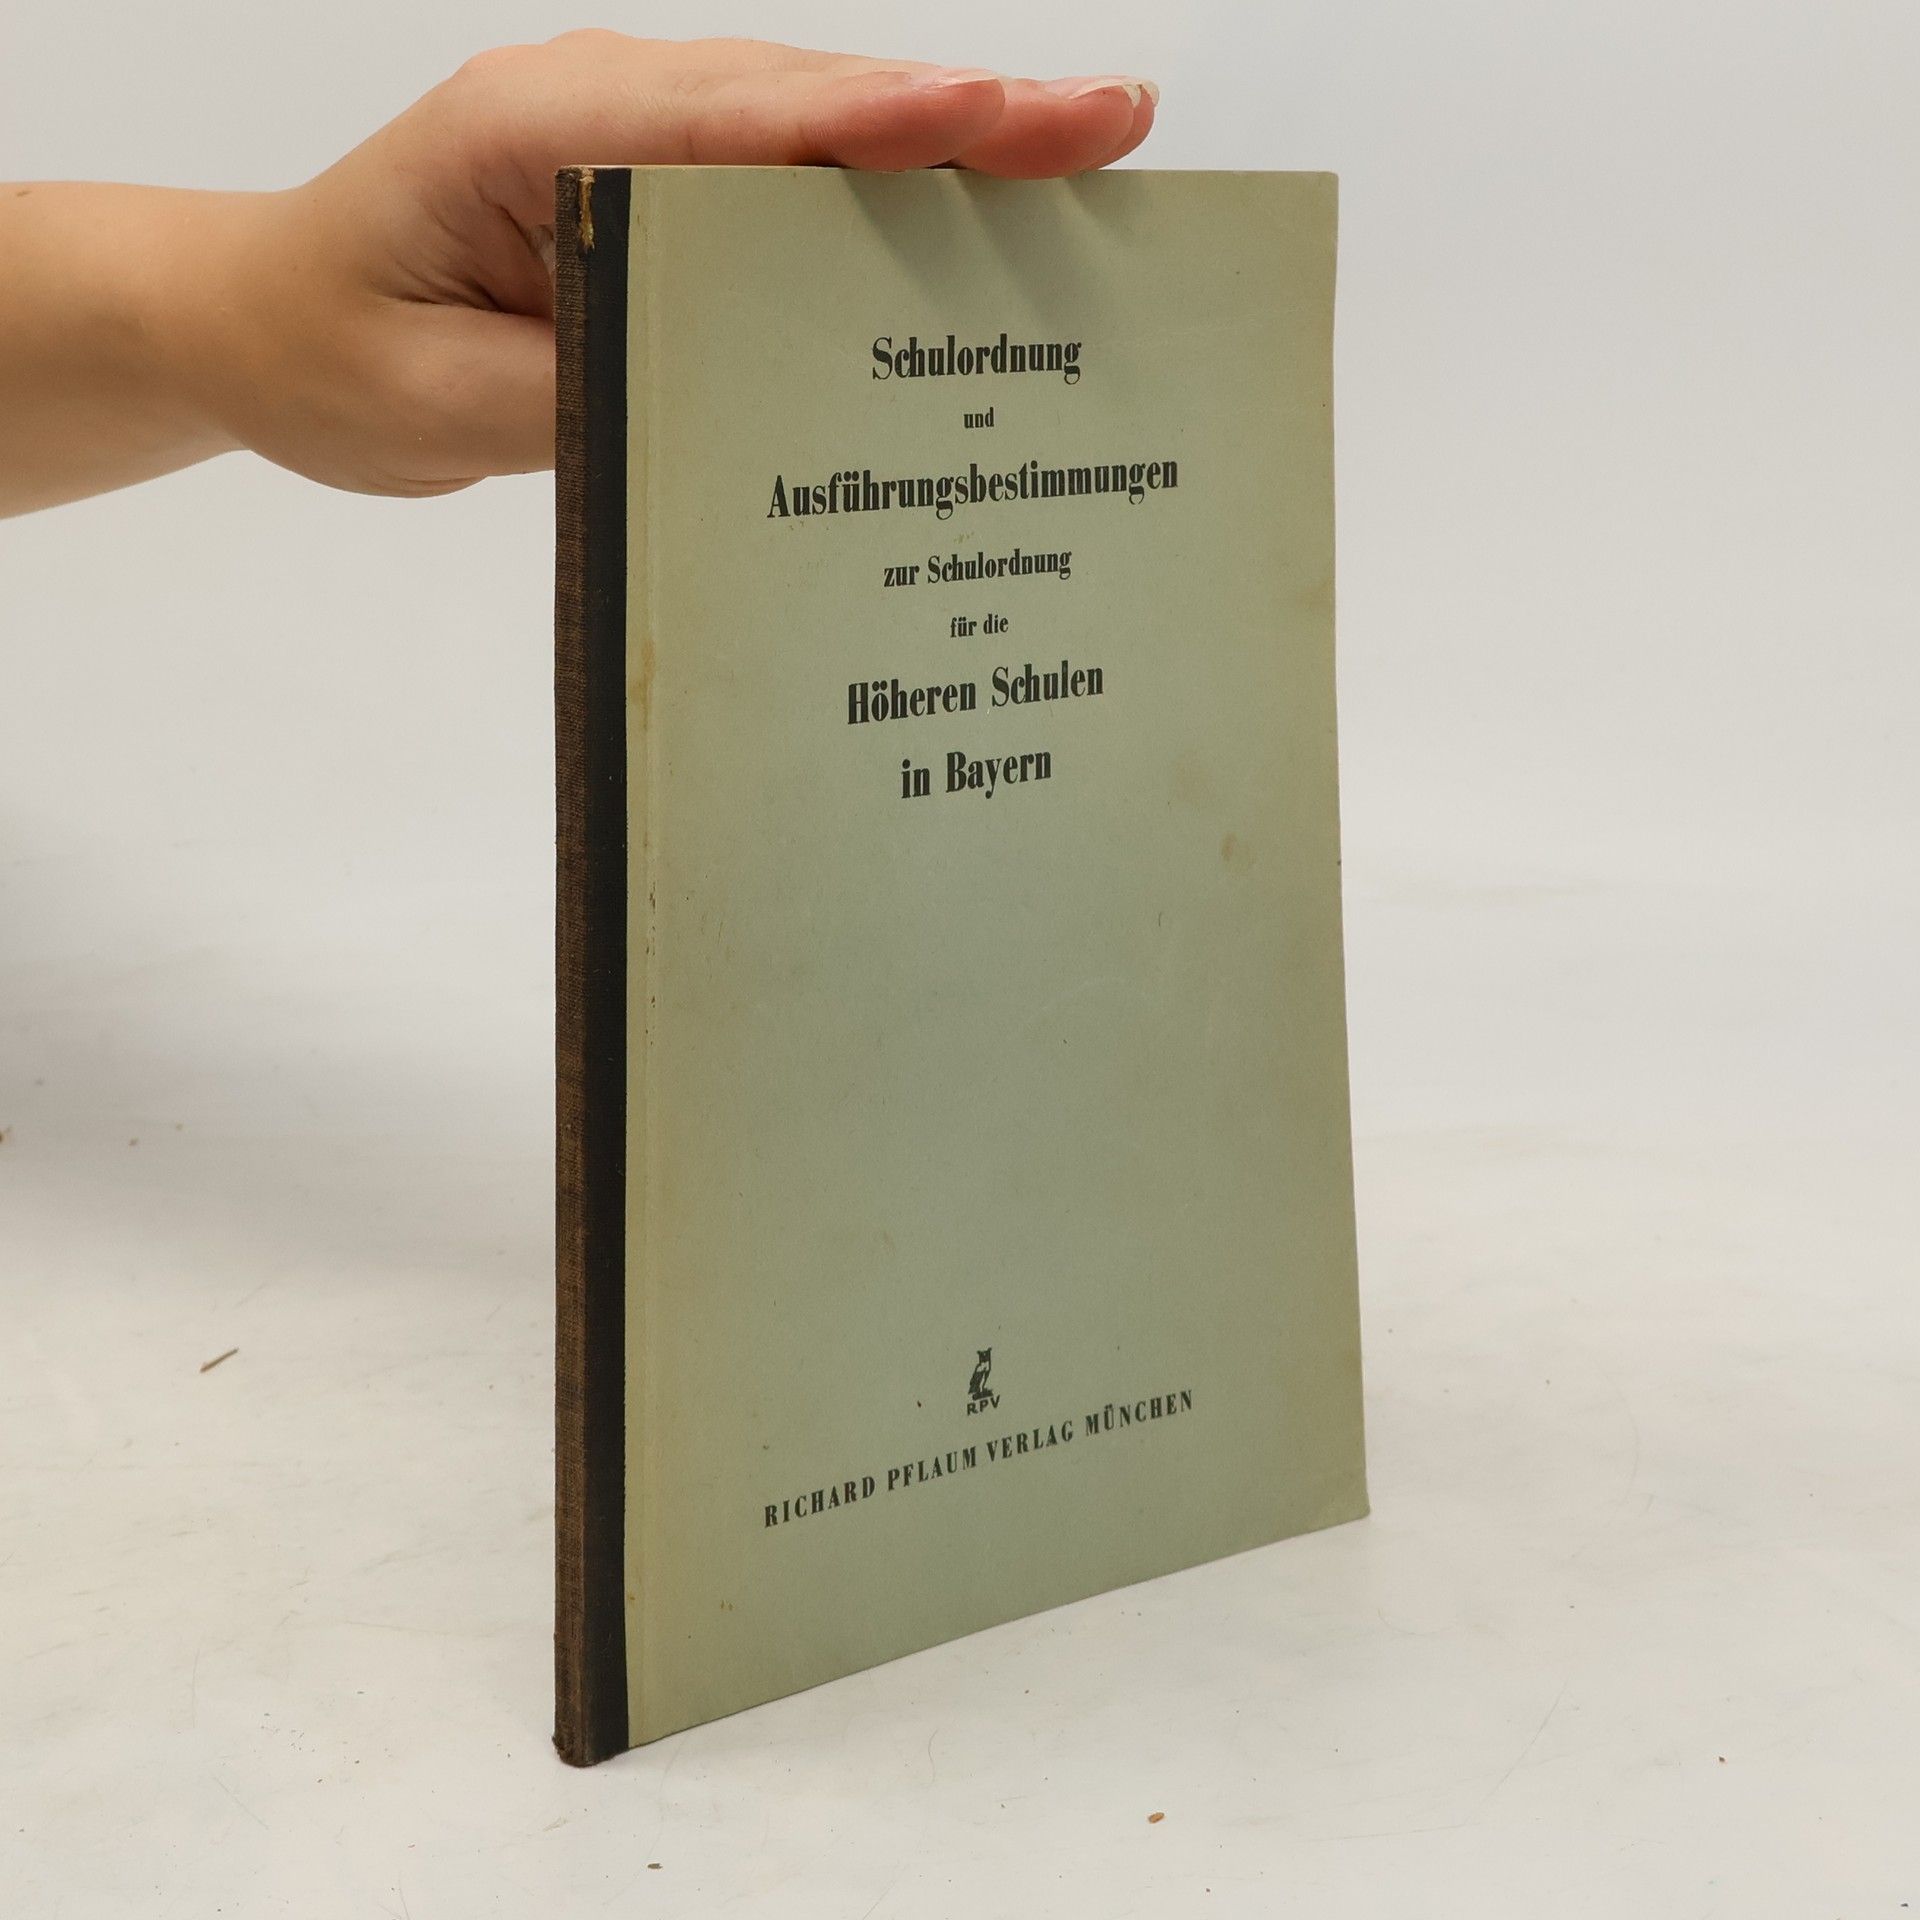 Schulordnung
und
Ausführungsbestimmungen
zur Schulordnung
für die
Höheren Schulen
in Bayern
RPV
RICHARD PFLAUM VERLAG MÜNCHEN